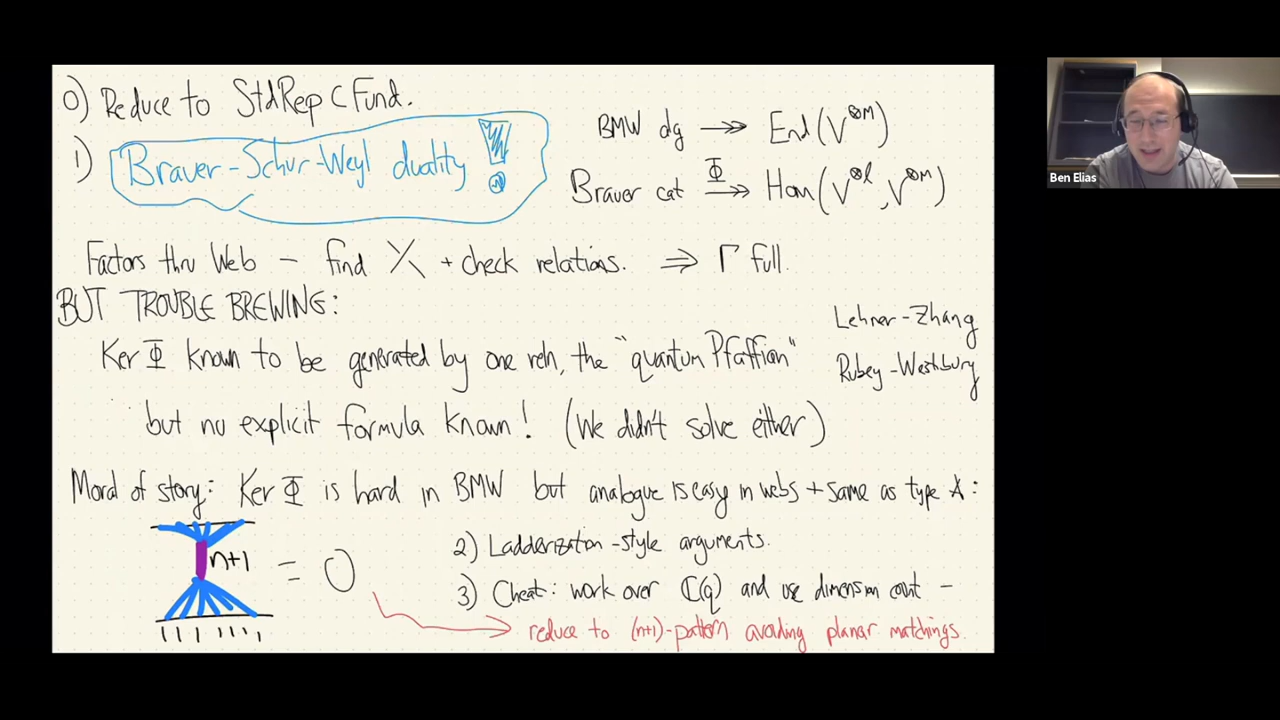 0) Reduce to StdRep ⊂ Fund.
1) Brauer-Schur-Weyl duality!
BMW alg ↠ End(V^{⊗m})
Brauer cat Φ↠ Hom(V^{⊗l}, V^{⊗m})
Factors thru Web – find X + check relations. ⇒ Γ full.
BUT TROUBLE BREWING:
Ker Φ known to be generated by one reln, the "quantum Pfaffian"
Lehrer-Zhang
Rubey-Westbury
but no explicit formula known! (We didn't solve either)
Moral of story: Ker Φ is hard in BMW but analogue is easy in webs + same as type A:
n+1 = 0
2) Ladderization-style arguments.
3) Cheat: work over ℂ(q) and use dimension count –
reduce to (n+1)-pattern avoiding planar matchings.
Ben Elias